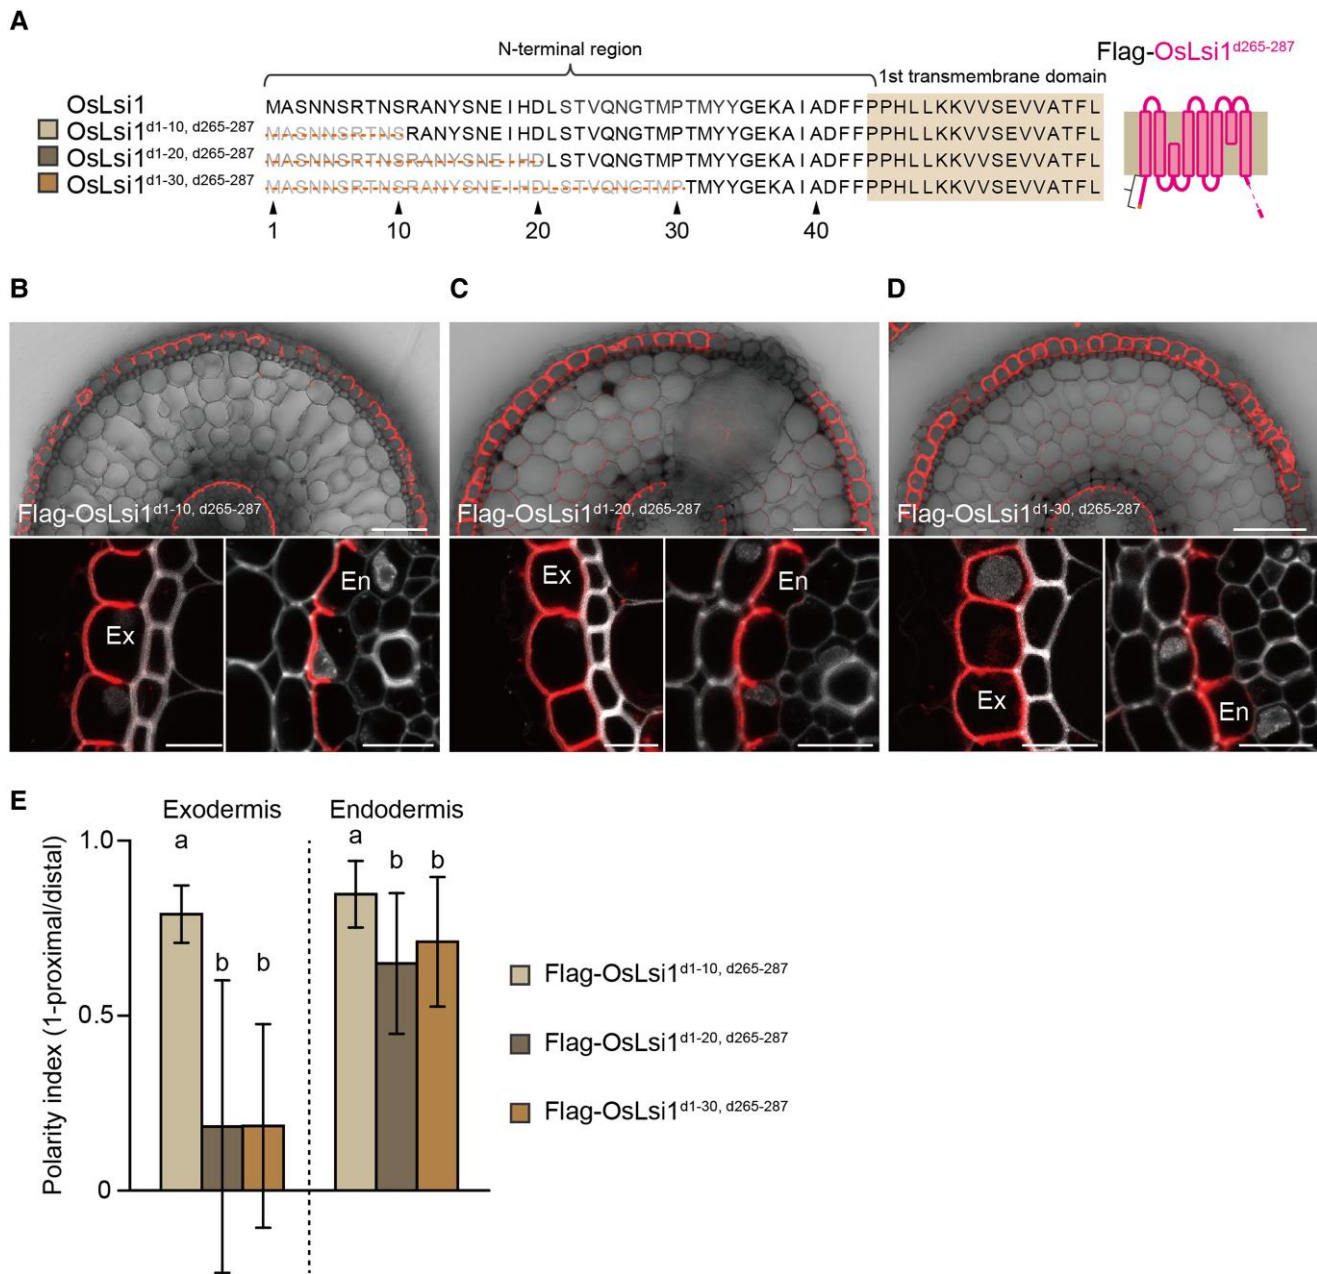 A
N-terminal region
Flag-OsLsi1d265-287
1st transmembrane domain
OsLsi1 MASNNSRTNSRANYSNEIHDLSTVQNGTMPTMYYGEKAIADFFPPHLLKKVVSEVVATFL
OsLsi1d1-10, d265-287 MASNNSRTNSRANYSNEIHDLSTVQNGTMPTMYYGEKAIADFFPPHLLKKVVSEVVATFL
OsLsi1d1-20, d265-287 MASNNSRTNSRANYSNEIHDLSTVQNGTMPTMYYGEKAIADFFPPHLLKKVVSEVVATFL
OsLsi1d1-30, d265-287 MASNNSRTNSRANYSNEIHDLSTVQNGTMPTMYYGEKAIADFFPPHLLKKVVSEVVATFL
1 10 20 30 40
B
Flag-OsLsi1d1-10, d265-287
Ex
En
C
Flag-OsLsi1d1-20, d265-287
Ex
En
D
Flag-OsLsi1d1-30, d265-287
Ex
En
E
Exodermis
Endodermis
Polarity index (1-proximal/distal)
1.0
0.5
0
a
b
b
a
b
b
Flag-OsLsi1d1-10, d265-287
Flag-OsLsi1d1-20, d265-287
Flag-OsLsi1d1-30, d265-287